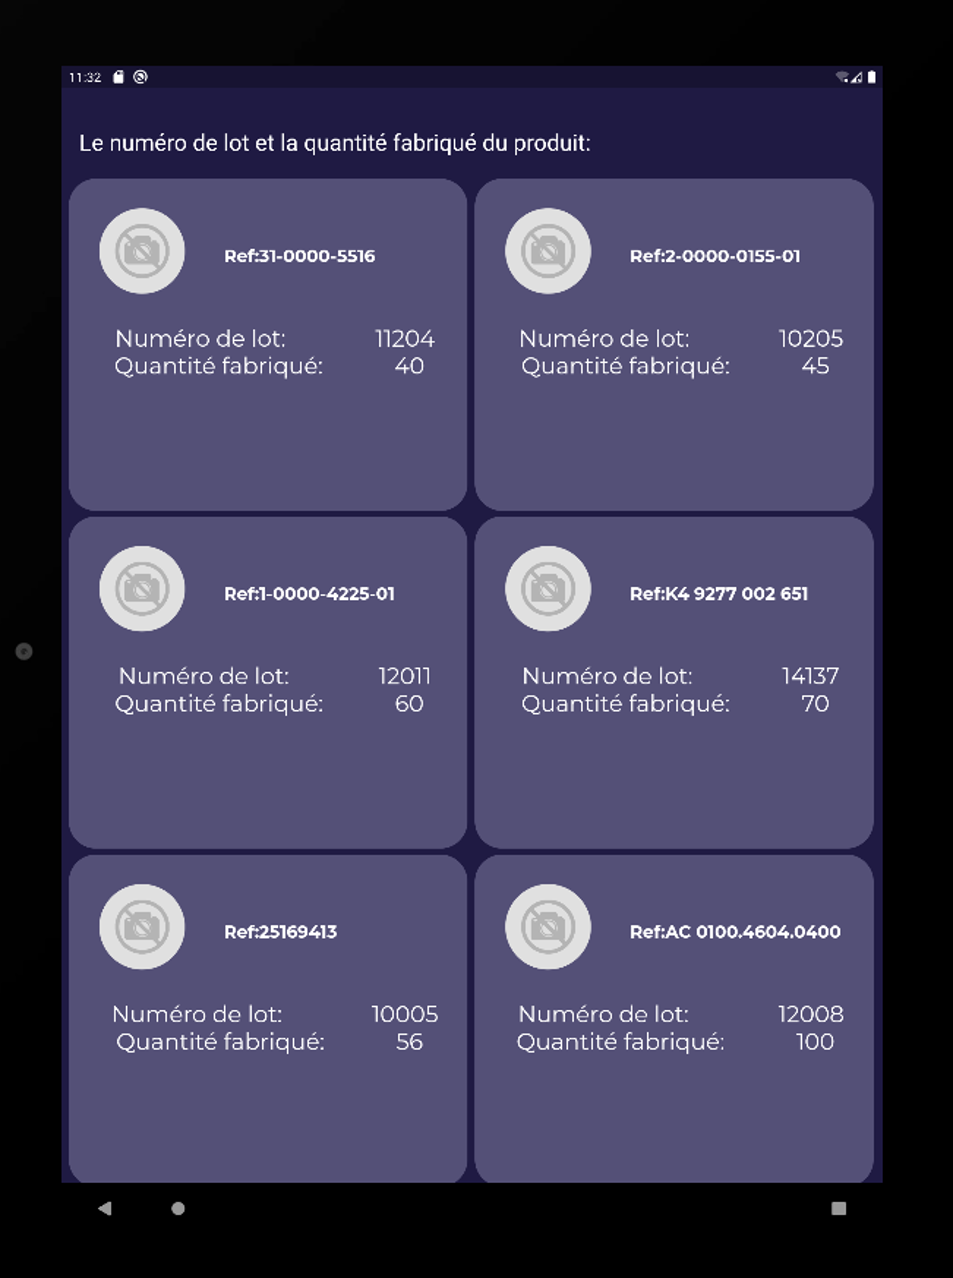 11:32
Le numéro de lot et la quantité fabriqué du produit:
Ref:31-0000-5516
Numéro de lot: 11204
Quantité fabriqué: 40
Ref:2-0000-0155-01
Numéro de lot: 10205
Quantité fabriqué: 45
Ref:1-0000-4225-01
Numéro de lot: 12011
Quantité fabriqué: 60
Ref:K4 9277 002 651
Numéro de lot: 14137
Quantité fabriqué: 70
Ref:25169413
Numéro de lot: 10005
Quantité fabriqué: 56
Ref:AC 0100.4604.0400
Numéro de lot: 12008
Quantité fabriqué: 100